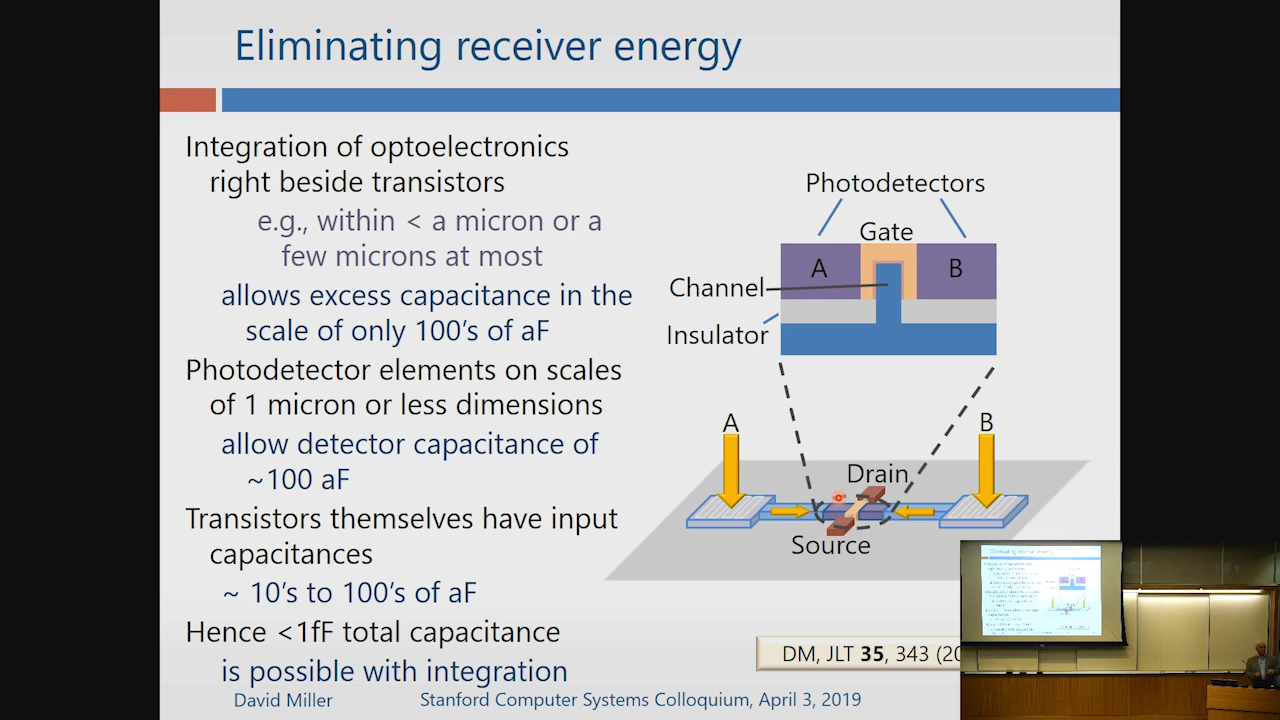 Eliminating receiver energy
Integration of optoelectronics
right beside transistors
e.g., within < a micron or a
few microns at most
allows excess capacitance in the
scale of only 100's of aF
Photodetector elements on scales
of 1 micron or less dimensions
allow detector capacitance of
~100 aF
Transistors themselves have input
capacitances
~ 10's to 100's of aF
Hence <1fF total capacitance
is possible with integration
Photodetectors
Gate
A
B
Channel
Insulator
A
B
Drain
Source
DM, JLT 35, 343 (20
David Miller
Stanford Computer Systems Colloquium, April 3, 2019
Eliminating receiver energy